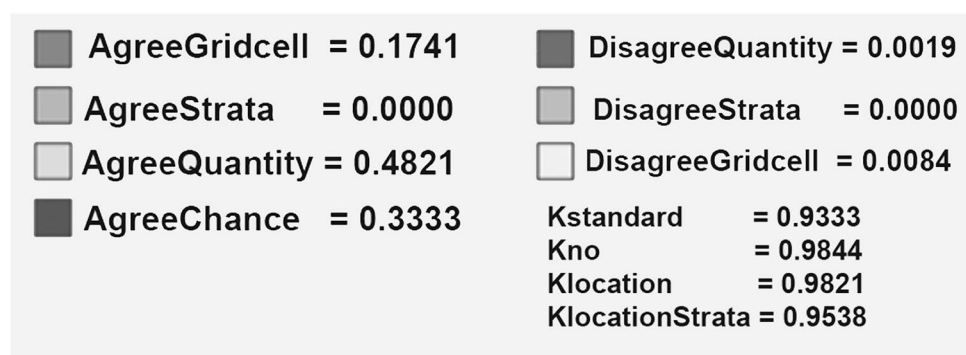 AgreeGridcell = 0.1741
AgreeStrata = 0.0000
AgreeQuantity = 0.4821
AgreeChance = 0.3333
DisagreeQuantity = 0.0019
DisagreeStrata = 0.0000
DisagreeGridcell = 0.0084
Kstandard = 0.9333
Kno = 0.9844
Klocation = 0.9821
KlocationStrata = 0.9538